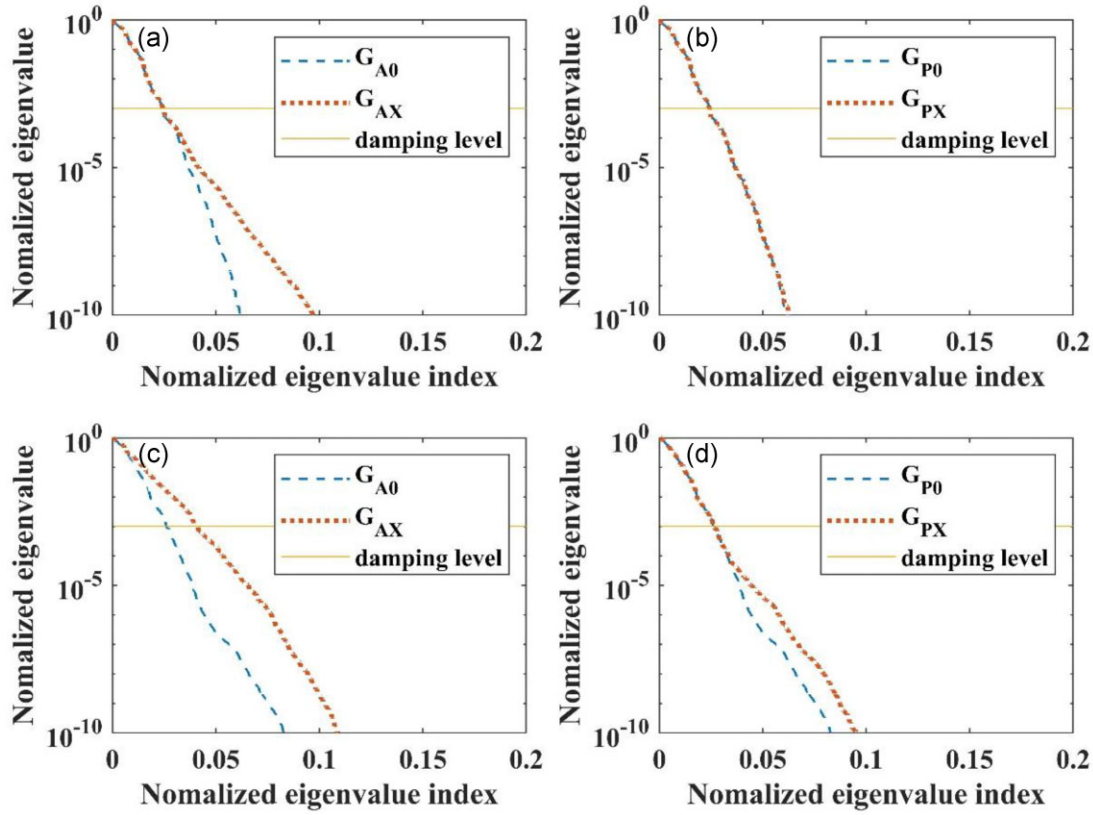 (a)
10^0
10^-5
10^-10
Nomalized eigenvalue
G_A0
G_AX
damping level
0 0.05 0.1 0.15 0.2
Nomalized eigenvalue index
(b)
10^0
10^-5
10^-10
Nomalized eigenvalue
G_P0
G_PX
damping level
0 0.05 0.1 0.15 0.2
Nomalized eigenvalue index
(c)
10^0
10^-5
10^-10
Nomalized eigenvalue
G_A0
G_AX
damping level
0 0.05 0.1 0.15 0.2
Nomalized eigenvalue index
(d)
10^0
10^-5
10^-10
Nomalized eigenvalue
G_P0
G_PX
damping level
0 0.05 0.1 0.15 0.2
Nomalized eigenvalue index